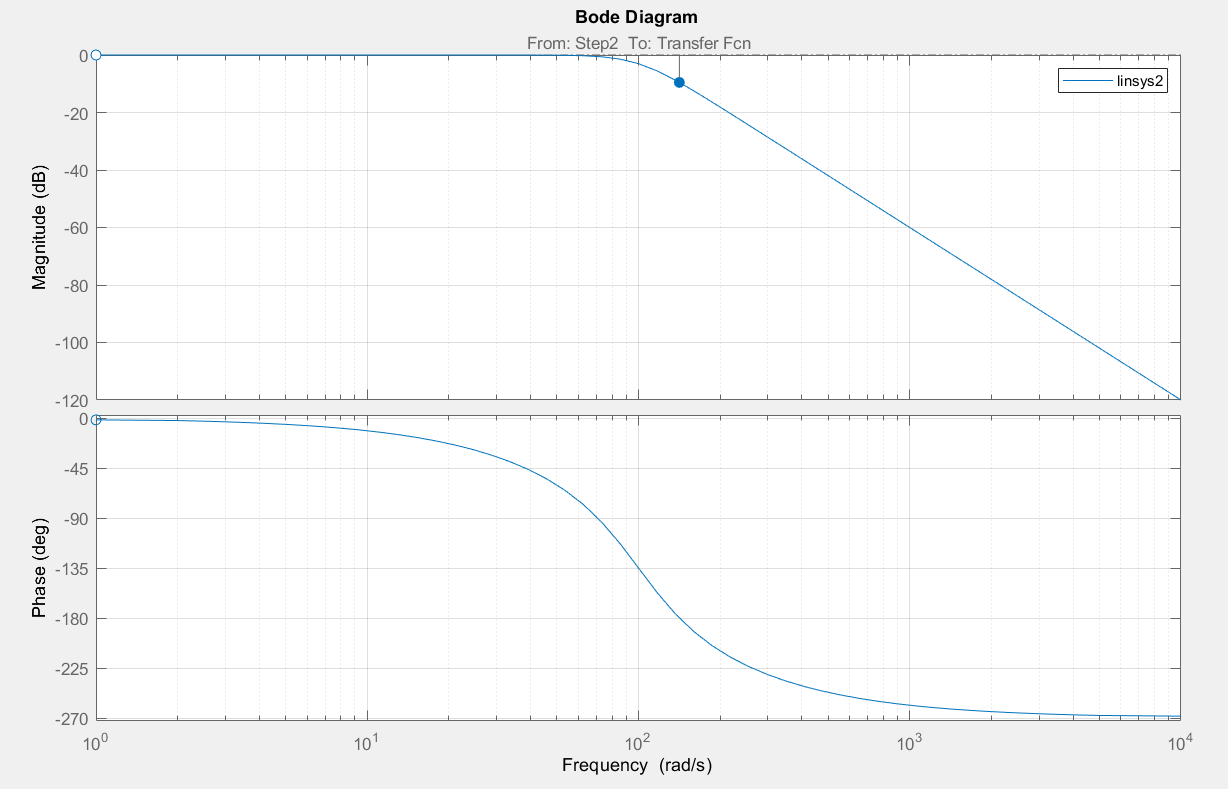 Bode Diagram
From: Step2 To: Transfer Fcn
Magnitude (dB)
0
-20
-40
-60
-80
-100
-120
linsys2
Phase (deg)
0
-45
-90
-135
-180
-225
-270
10^0 10^1 10^2 10^3 10^4
Frequency (rad/s)